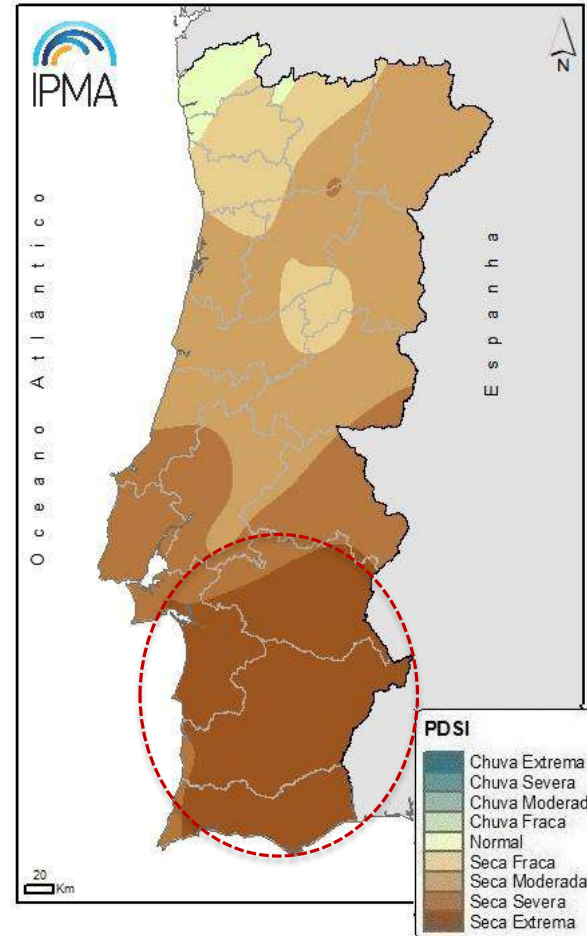 IPMA
N
Oceano Atlântico
Espanha
PDSI
Chuva Extrema
Chuva Severa
Chuva Moderad
Chuva Fraca
Normal
Seca Fraca
Seca Moderada
Seca Severa
Seca Extrema
20
Km